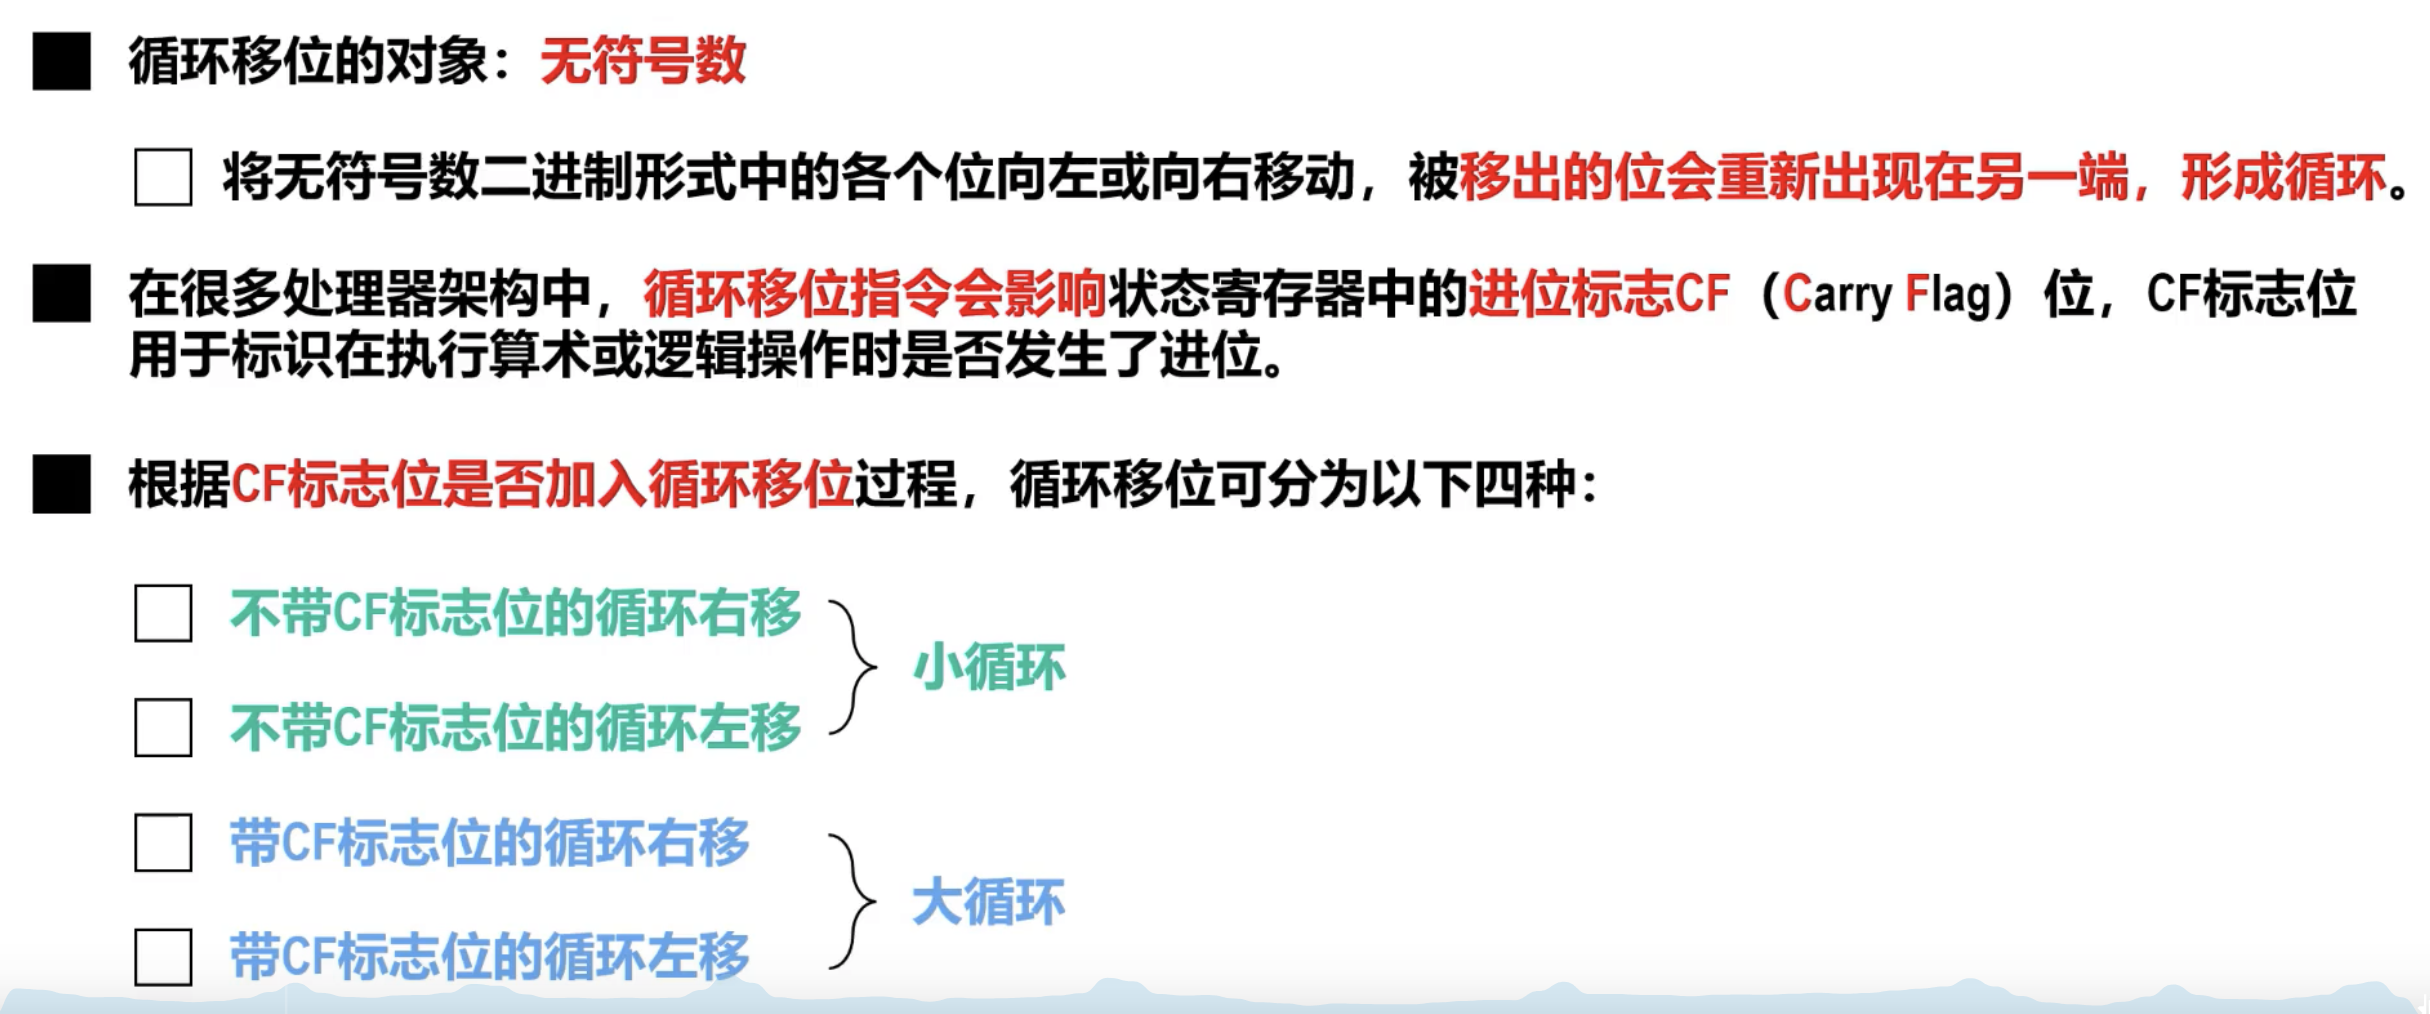 循环移位的对象：无符号数
将无符号数二进制形式中的各个位向左或向右移动，被移出的位会重新出现在另一端，形成循环。
在很多处理器架构中，循环移位指令会影响状态寄存器中的进位标志CF（Carry Flag）位，CF标志位
用于标识在执行算术或逻辑操作时是否发生了进位。
根据CF标志位是否加入循环移位过程，循环移位可分为以下四种：
不带CF标志位的循环右移
小循环
不带CF标志位的循环左移
带CF标志位的循环右移
大循环
带CF标志位的循环左移